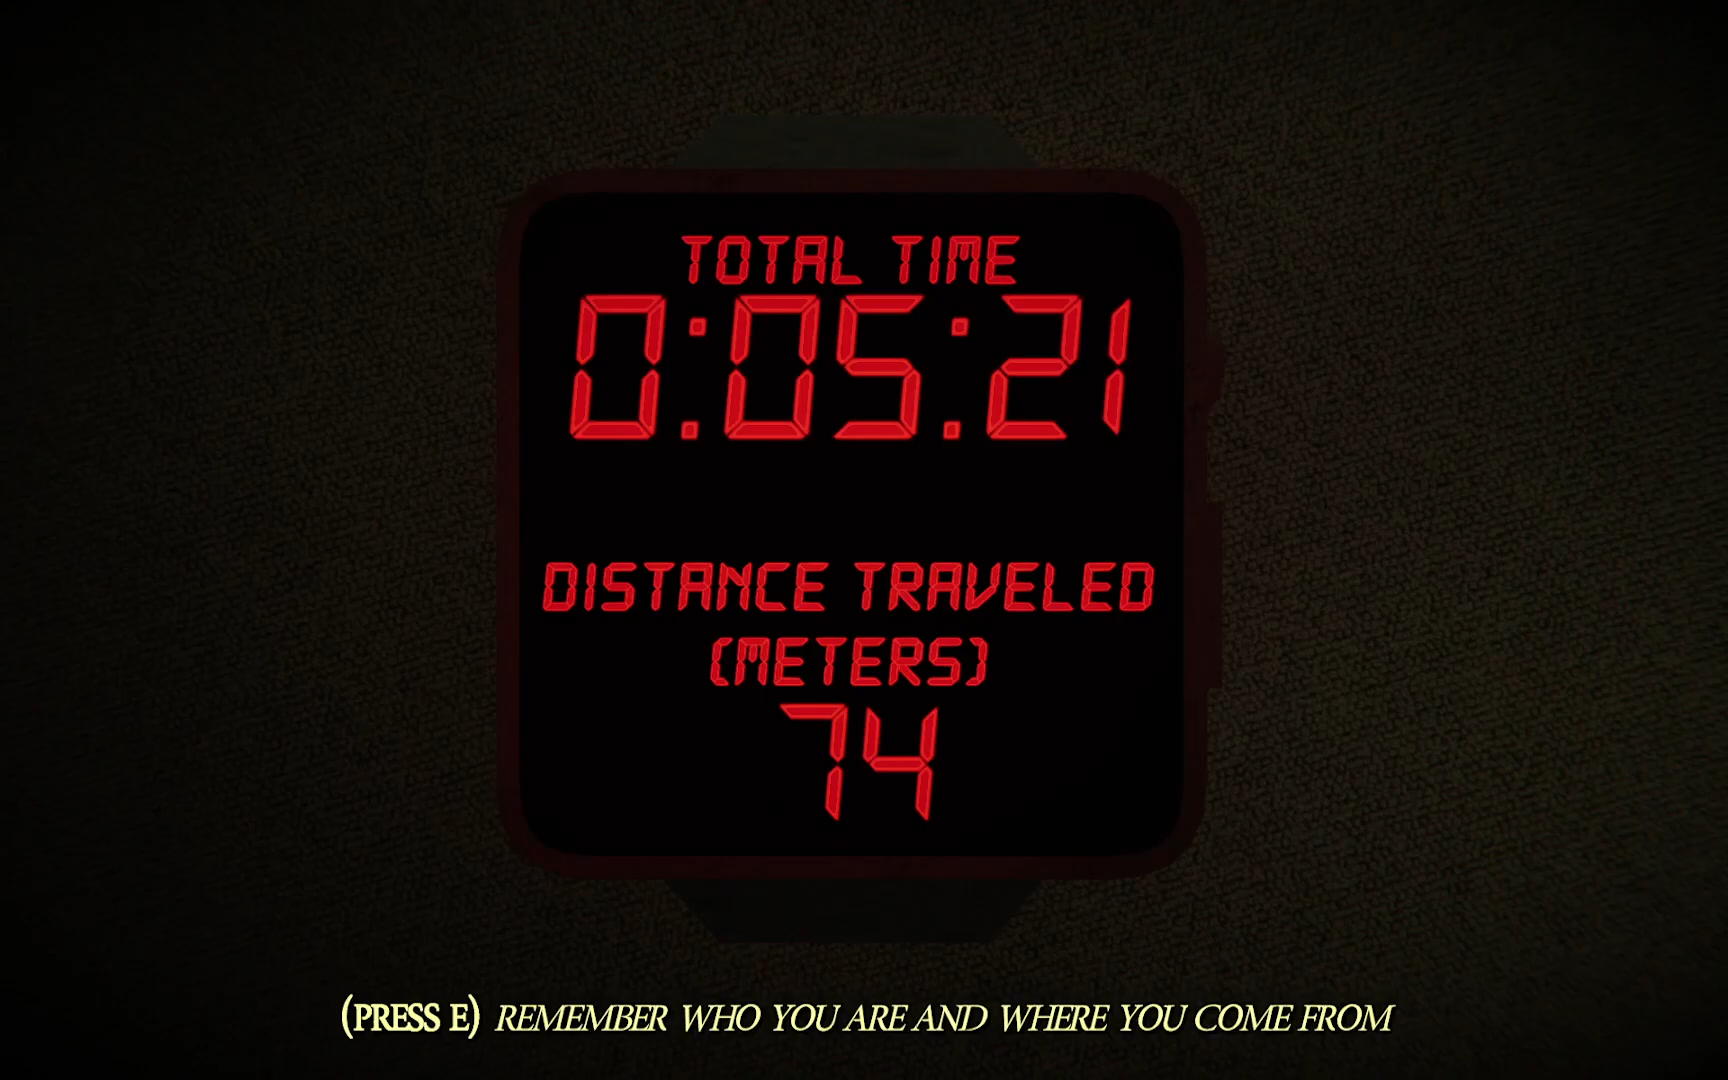 TOTAL TIME
0:05:21
DISTANCE TRAVELED
(METERS)
74
(PRESS E) REMEMBER WHO YOU ARE AND WHERE YOU COME FROM